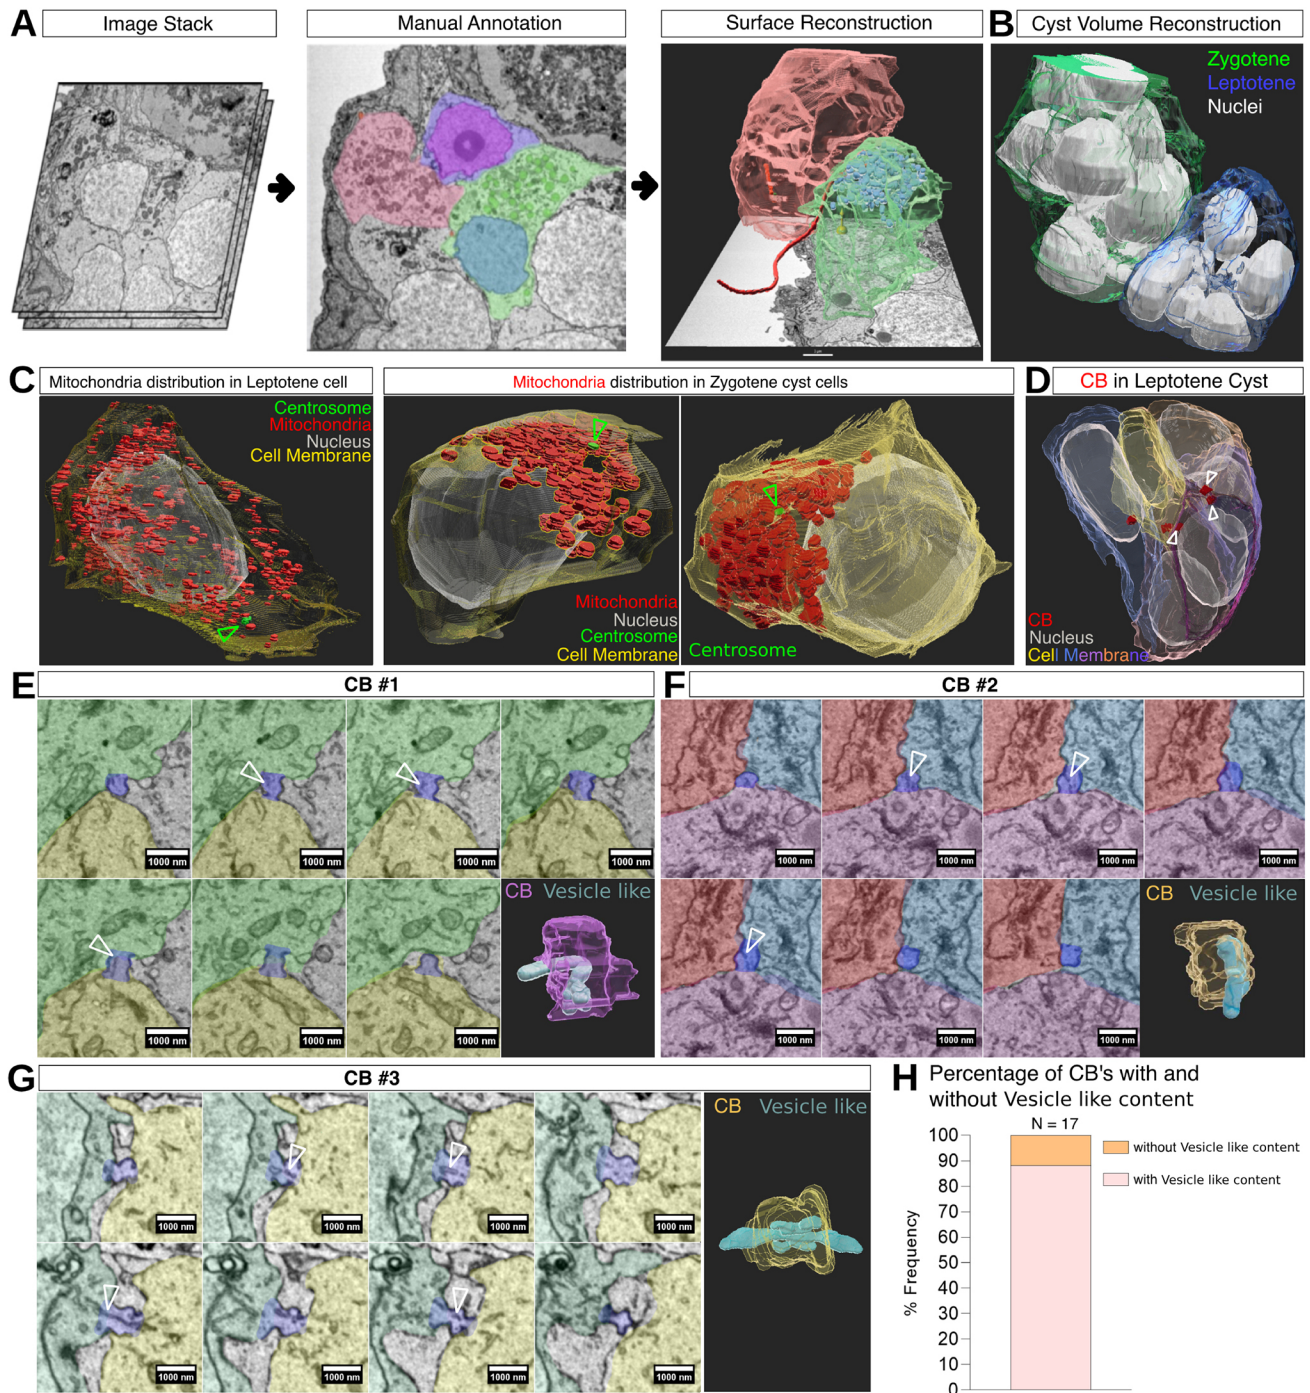 A
Image Stack
Manual Annotation
Surface Reconstruction
B
Cyst Volume Reconstruction
Zygotene
Leptotene
Nuclei
C
Mitochondria distribution in Leptotene cell
Centrosome
Mitochondria
Nucleus
Cell Membrane
Mitochondria distribution in Zygotene cyst cells
Mitochondria
Nucleus
Centrosome
Cell Membrane
Centrosome
D
CB in Leptotene Cyst
CB
Nucleus
Cell Membrane
E
CB #1
1000 nm
1000 nm
1000 nm
1000 nm
1000 nm
1000 nm
1000 nm
CB Vesicle like
F
CB #2
1000 nm
1000 nm
1000 nm
1000 nm
1000 nm
1000 nm
1000 nm
CB Vesicle like
G
CB #3
1000 nm
1000 nm
1000 nm
1000 nm
1000 nm
1000 nm
1000 nm
1000 nm
CB Vesicle like
H
Percentage of CB's with and
without Vesicle like content
N = 17
100
90
80
70
60
50
40
30
20
10
0
% Frequency
without Vesicle like content
with Vesicle like content